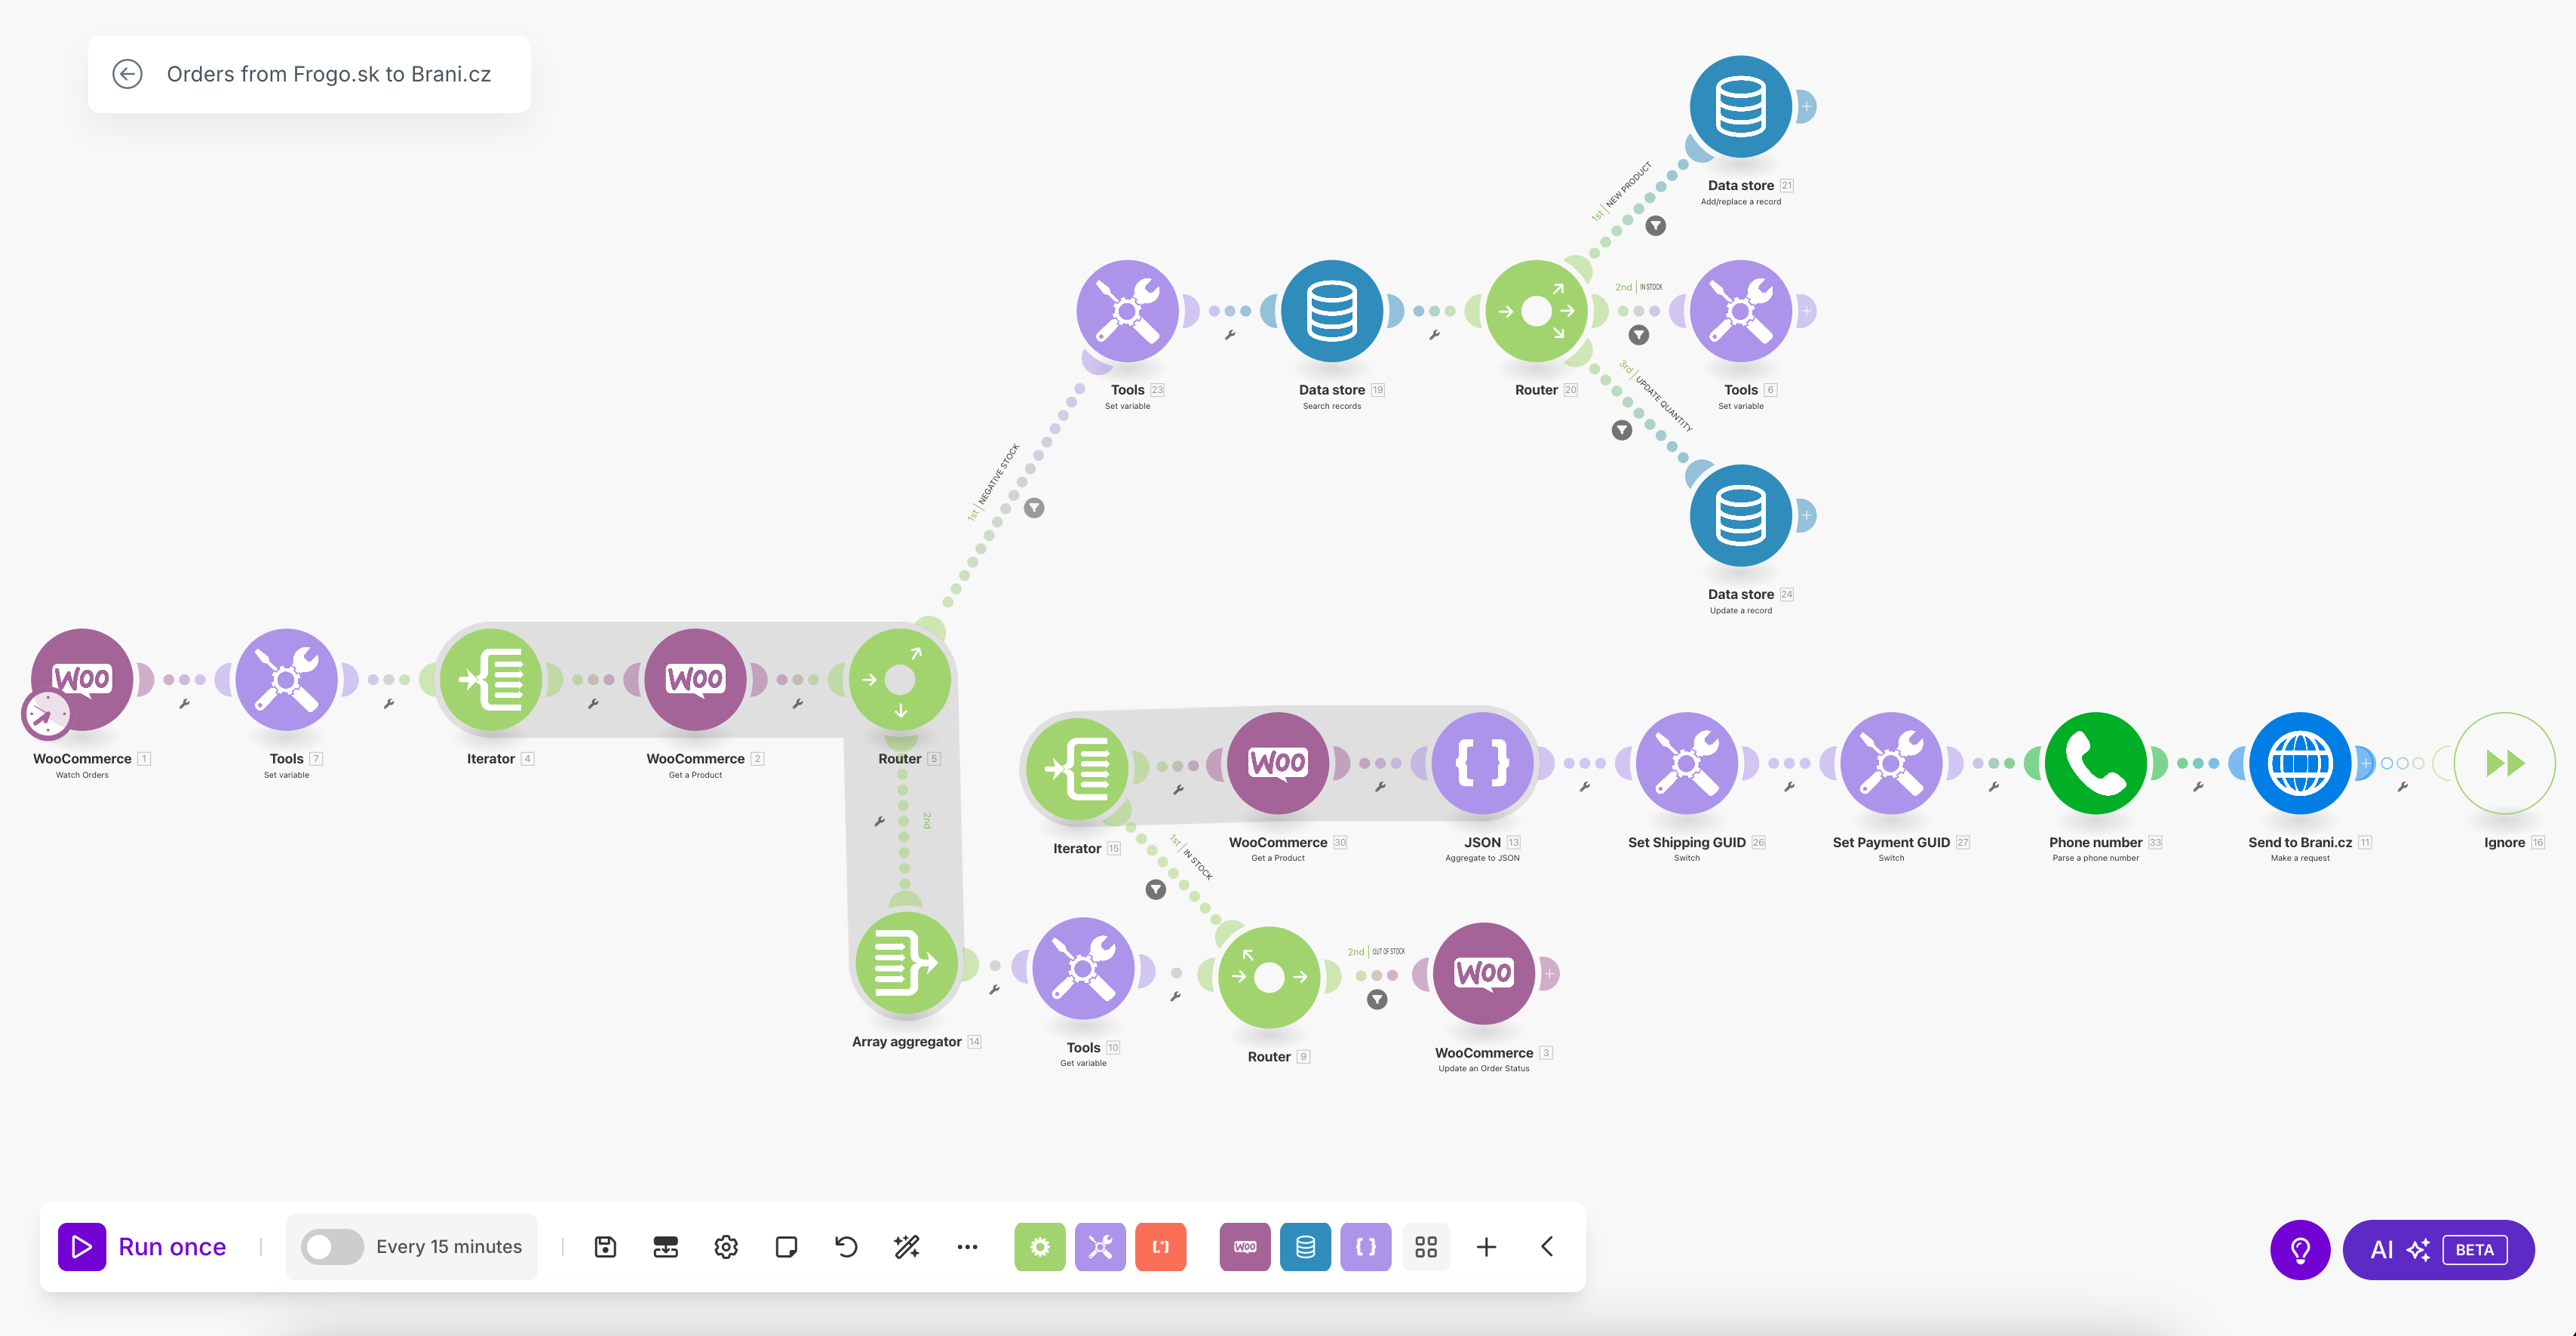 Orders from Frogo.sk to Brani.cz
Data store 21
Add/replace a record
1st | NEW PRODUCT
2nd | IN STOCK
3rd | UPDATE QUANTITY
Tools 23
Set variable
Data store 19
Search records
Router 20
Tools 6
Set variable
1st | NEGATIVE STOCK
Data store 24
Update a record
WOO
WooCommerce 1
Watch Orders
Tools 7
Set variable
Iterator 4
WOO
WooCommerce 2
Get a Product
Router 5
2nd
Iterator 15
WOO
WooCommerce 30
Get a Product
JSON 13
Aggregate to JSON
Set Shipping GUID 26
Switch
Set Payment GUID 27
Switch
Phone number 33
Parse a phone number
Send to Brani.cz 11
Make a request
Ignore 16
1st | IN STOCK
Array aggregator 14
Tools 10
Get variable
Router 9
2nd | OUT OF STOCK
WOO
WooCommerce 3
Update an Order Status
Run once
Every 15 minutes
WOO
AI BETA